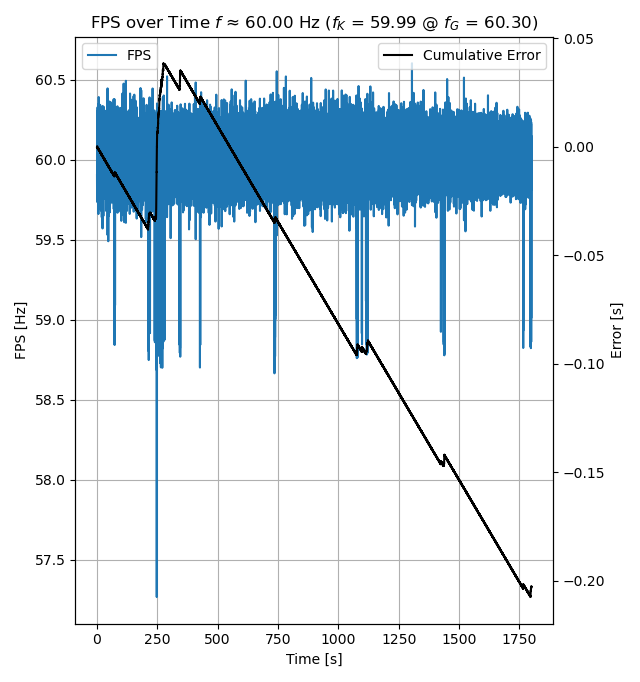 FPS over Time f ≈ 60.00 Hz (f_K = 59.99 @ f_G = 60.30)
FPS
Cumulative Error
60.5
60.0
59.5
59.0
58.5
58.0
57.5
FPS [Hz]
0.05
0.00
−0.05
−0.10
−0.15
−0.20
Error [s]
0 250 500 750 1000 1250 1500 1750
Time [s]